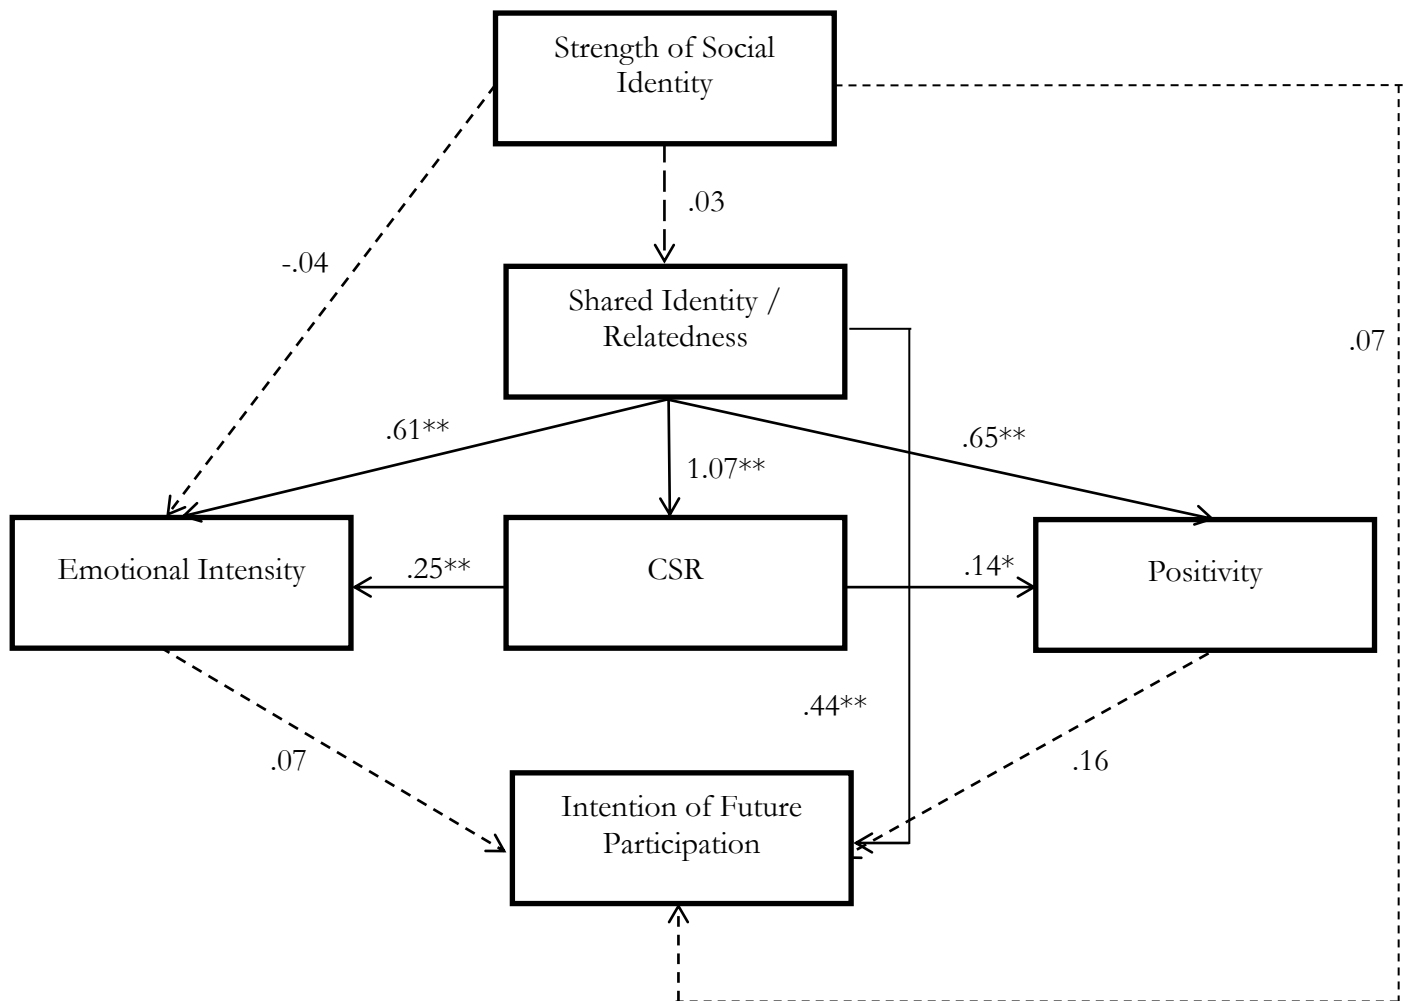 Strength of Social
Identity
.03
-.04
Shared Identity /
Relatedness
.07
.61**
.65**
1.07**
Emotional Intensity
.25**
CSR
.14*
Positivity
.44**
.07
.16
Intention of Future
Participation